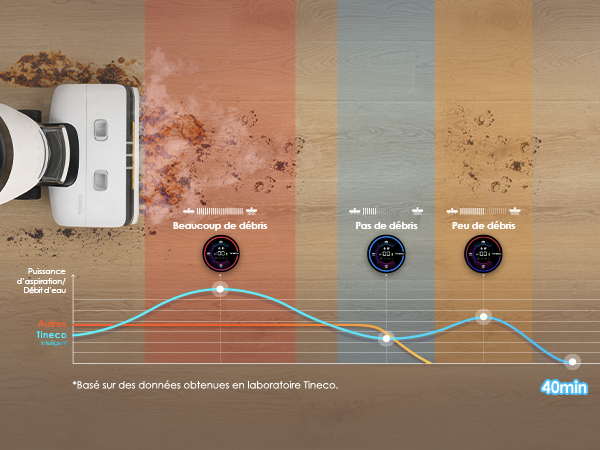 Beaucoup de débris
Pas de débris
Peu de débris
Puissance
d'aspiration/
Débit d'eau
Autres
Tineco
Intelligent
40min
*Basé sur des données obtenues en laboratoire Tineco.